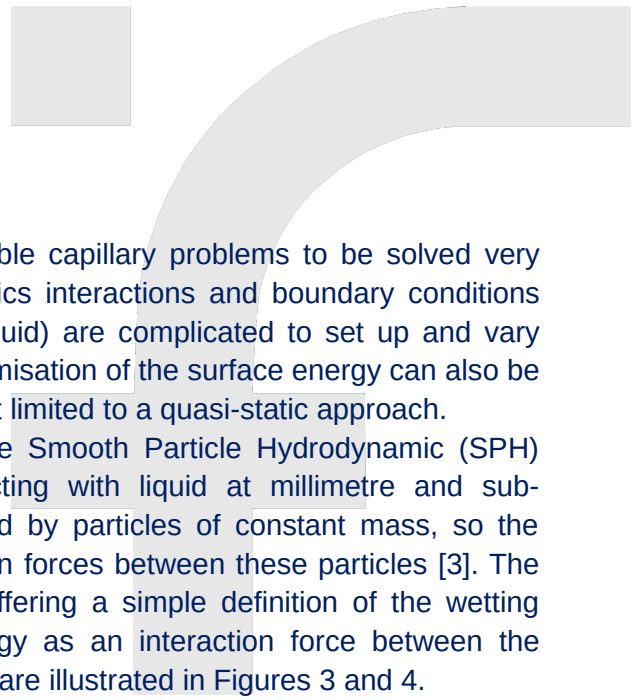 ble capillary problems to be solved very
ics interactions and boundary conditions
uid) are complicated to set up and vary
misation of the surface energy can also be
t limited to a quasi-static approach.
e Smooth Particle Hydrodynamic (SPH)
cting with liquid at millimetre and sub-
d by particles of constant mass, so the
n forces between these particles [3]. The
ffering a simple definition of the wetting
gy as an interaction force between the
are illustrated in Figures 3 and 4.